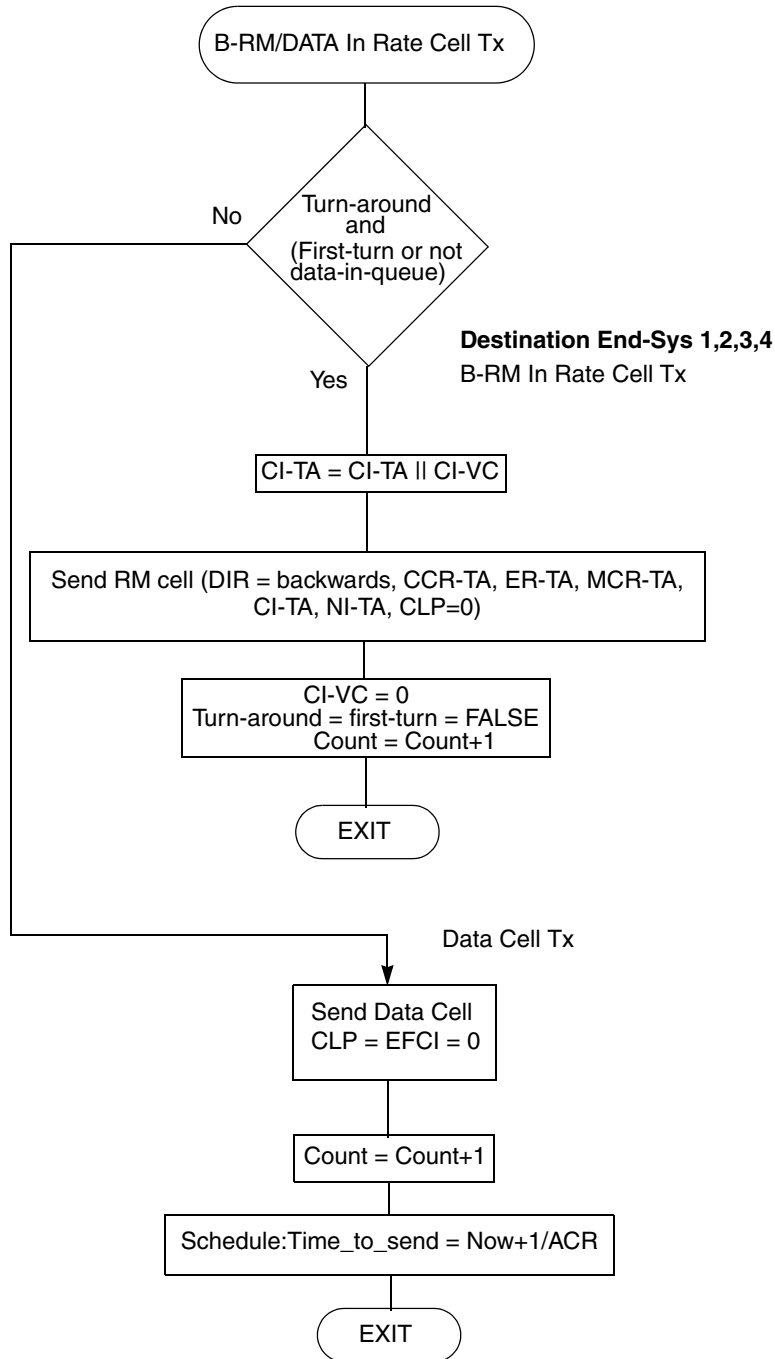 B-RM/DATA In Rate Cell Tx
No
Turn-around
and
(First-turn or not
data-in-queue)
Destination End-Sys 1,2,3,4
B-RM In Rate Cell Tx
Yes
CI-TA = CI-TA || CI-VC
Send RM cell (DIR = backwards, CCR-TA, ER-TA, MCR-TA,
CI-TA, NI-TA, CLP=0)
CI-VC = 0
Turn-around = first-turn = FALSE
Count = Count+1
EXIT
Data Cell Tx
Send Data Cell
CLP = EFCI = 0
Count = Count+1
Schedule:Time_to_send = Now+1/ACR
EXIT